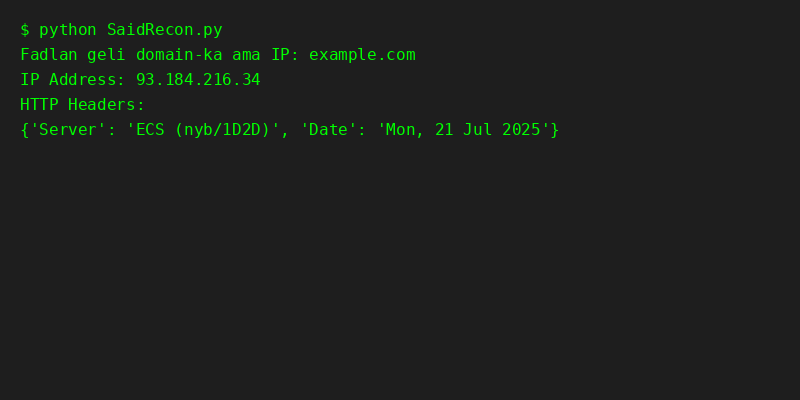 $ python SaidRecon.py
Fadlan geli domain-ka ama IP: example.com
IP Address: 93.184.216.34
HTTP Headers:
{'Server': 'ECS (nyb/1D2D)', 'Date': 'Mon, 21 Jul 2025'}